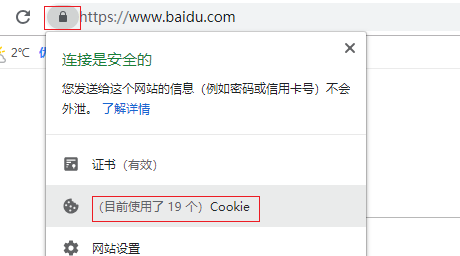 https://www.baidu.com
2℃
连接是安全的
您发送给这个网站的信息（例如密码或信用卡号）不会
外泄。 了解详情
证书（有效）
（目前使用了 19 个）Cookie
网站设置